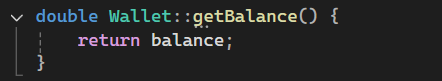 double Wallet::getBalance() {
    return balance;
}